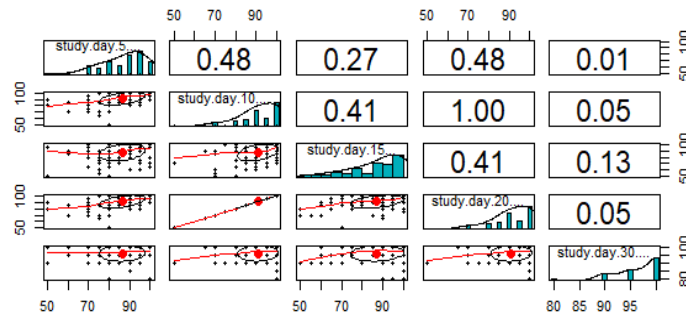 50 70 90 50 70 90
study.day.5... 0.48 0.27 0.48 0.01 50 100
50 100 study.day.10... 0.41 1.00 0.05
study.day.15... 0.41 0.13 50 100
50 100 study.day.20... 0.05
study.day.30.... 80 100
50 70 90 50 70 90 80 85 90 95